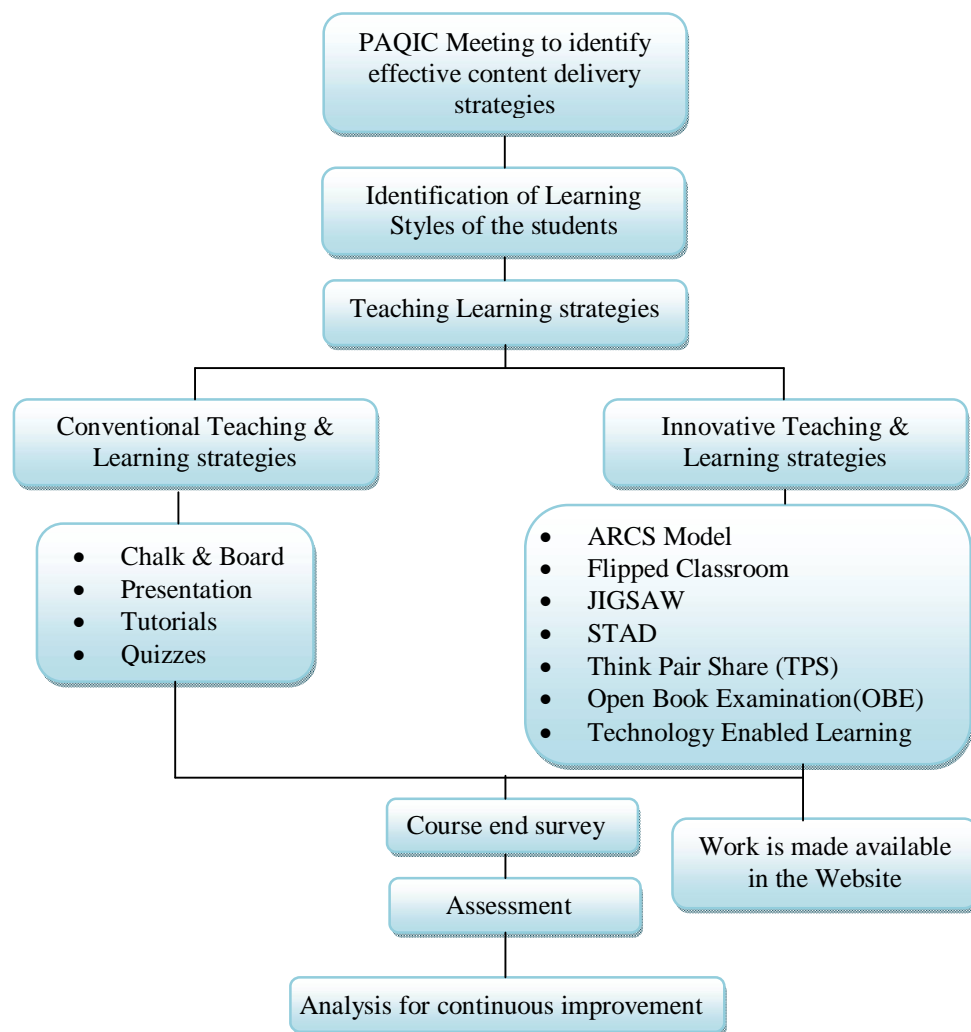 PAQIC Meeting to identify
effective content delivery
strategies
Identification of Learning
Styles of the students
Teaching Learning strategies
Conventional Teaching &
Learning strategies
Innovative Teaching &
Learning strategies
• Chalk & Board
• Presentation
• Tutorials
• Quizzes
• ARCS Model
• Flipped Classroom
• JIGSAW
• STAD
• Think Pair Share (TPS)
• Open Book Examination(OBE)
• Technology Enabled Learning
Course end survey
Work is made available
in the Website
Assessment
Analysis for continuous improvement